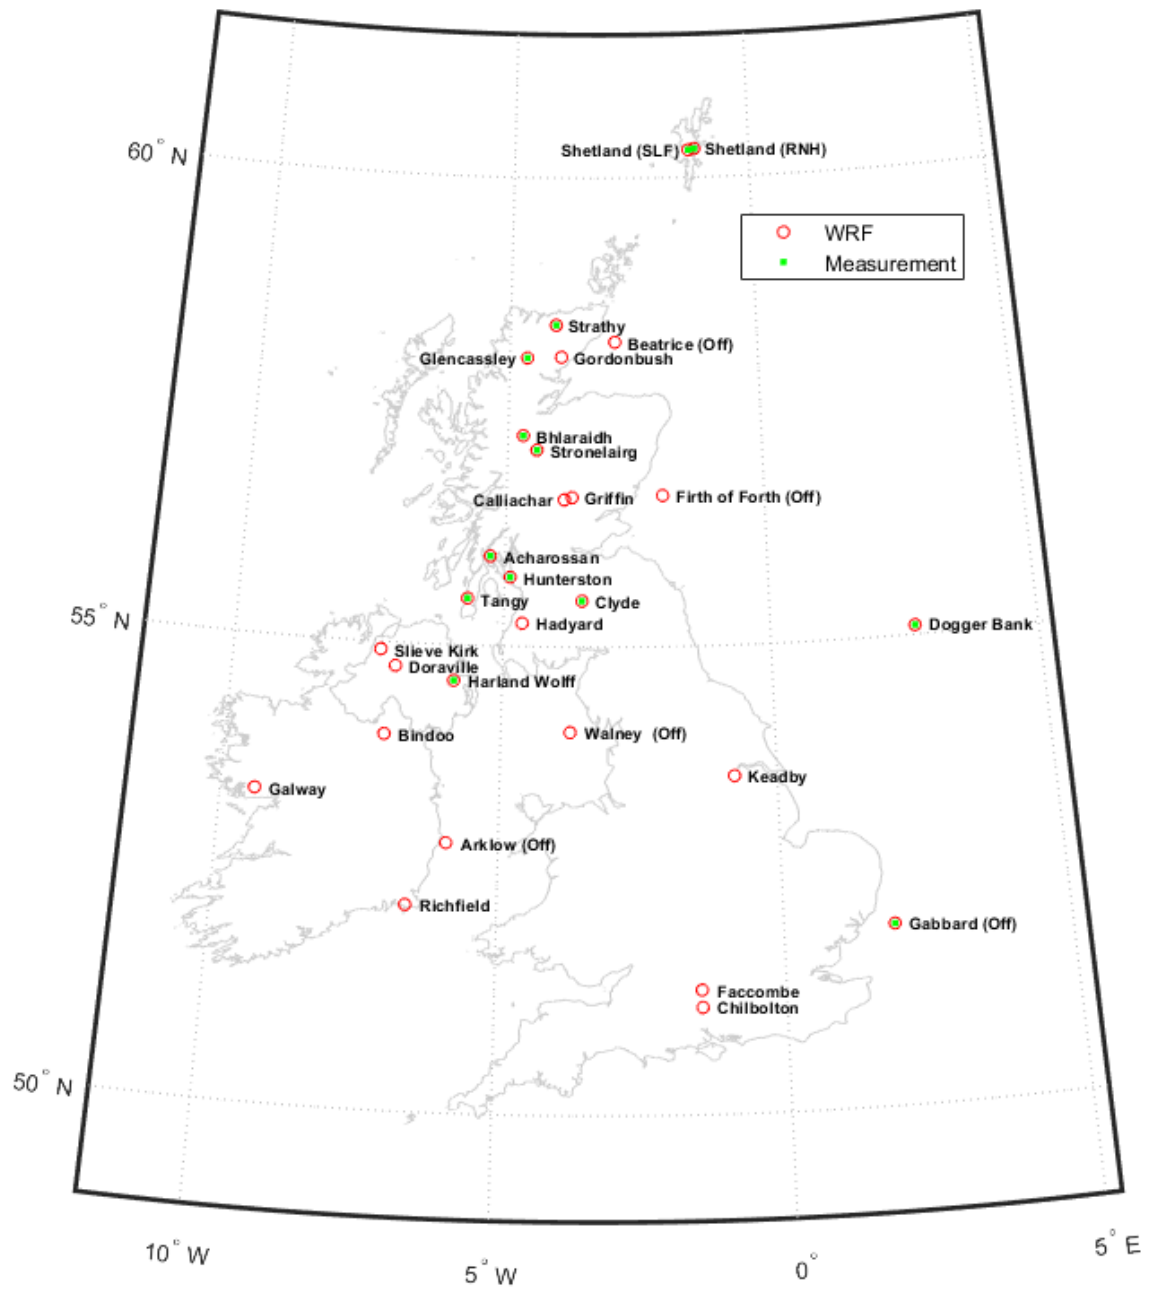 60° N
Shetland (SLF)
Shetland (RNH)
WRF
Measurement
Strathy
Beatrice (Off)
Glencassley
Gordonbush
Bhlaraidh
Stronelairg
Calliachar
Griffin
Firth of Forth (Off)
Acharossan
Hunterston
Tangy
Clyde
55° N
Hadyard
Dogger Bank
Slieve Kirk
Doraville
Harland Wolff
Bindoo
Walney (Off)
Keadby
Galway
Arklow (Off)
Richfield
Gabbard (Off)
Faccombe
Chilbolton
50° N
10° W
5° W
0°
5° E